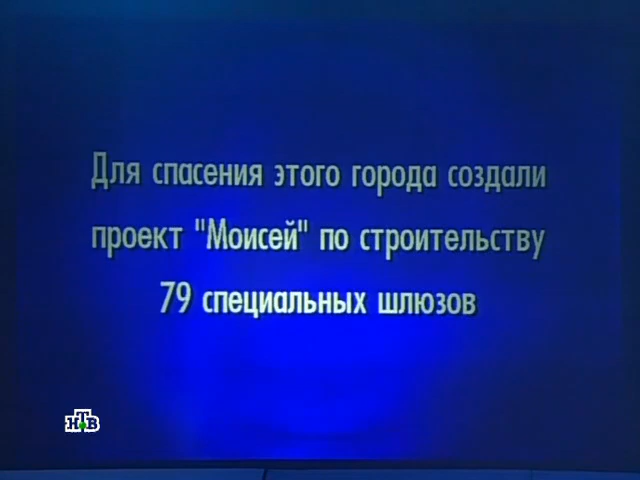 Для спасения этого города создали
проект "Моисей" по строительству
79 специальных шлюзов
НТВ